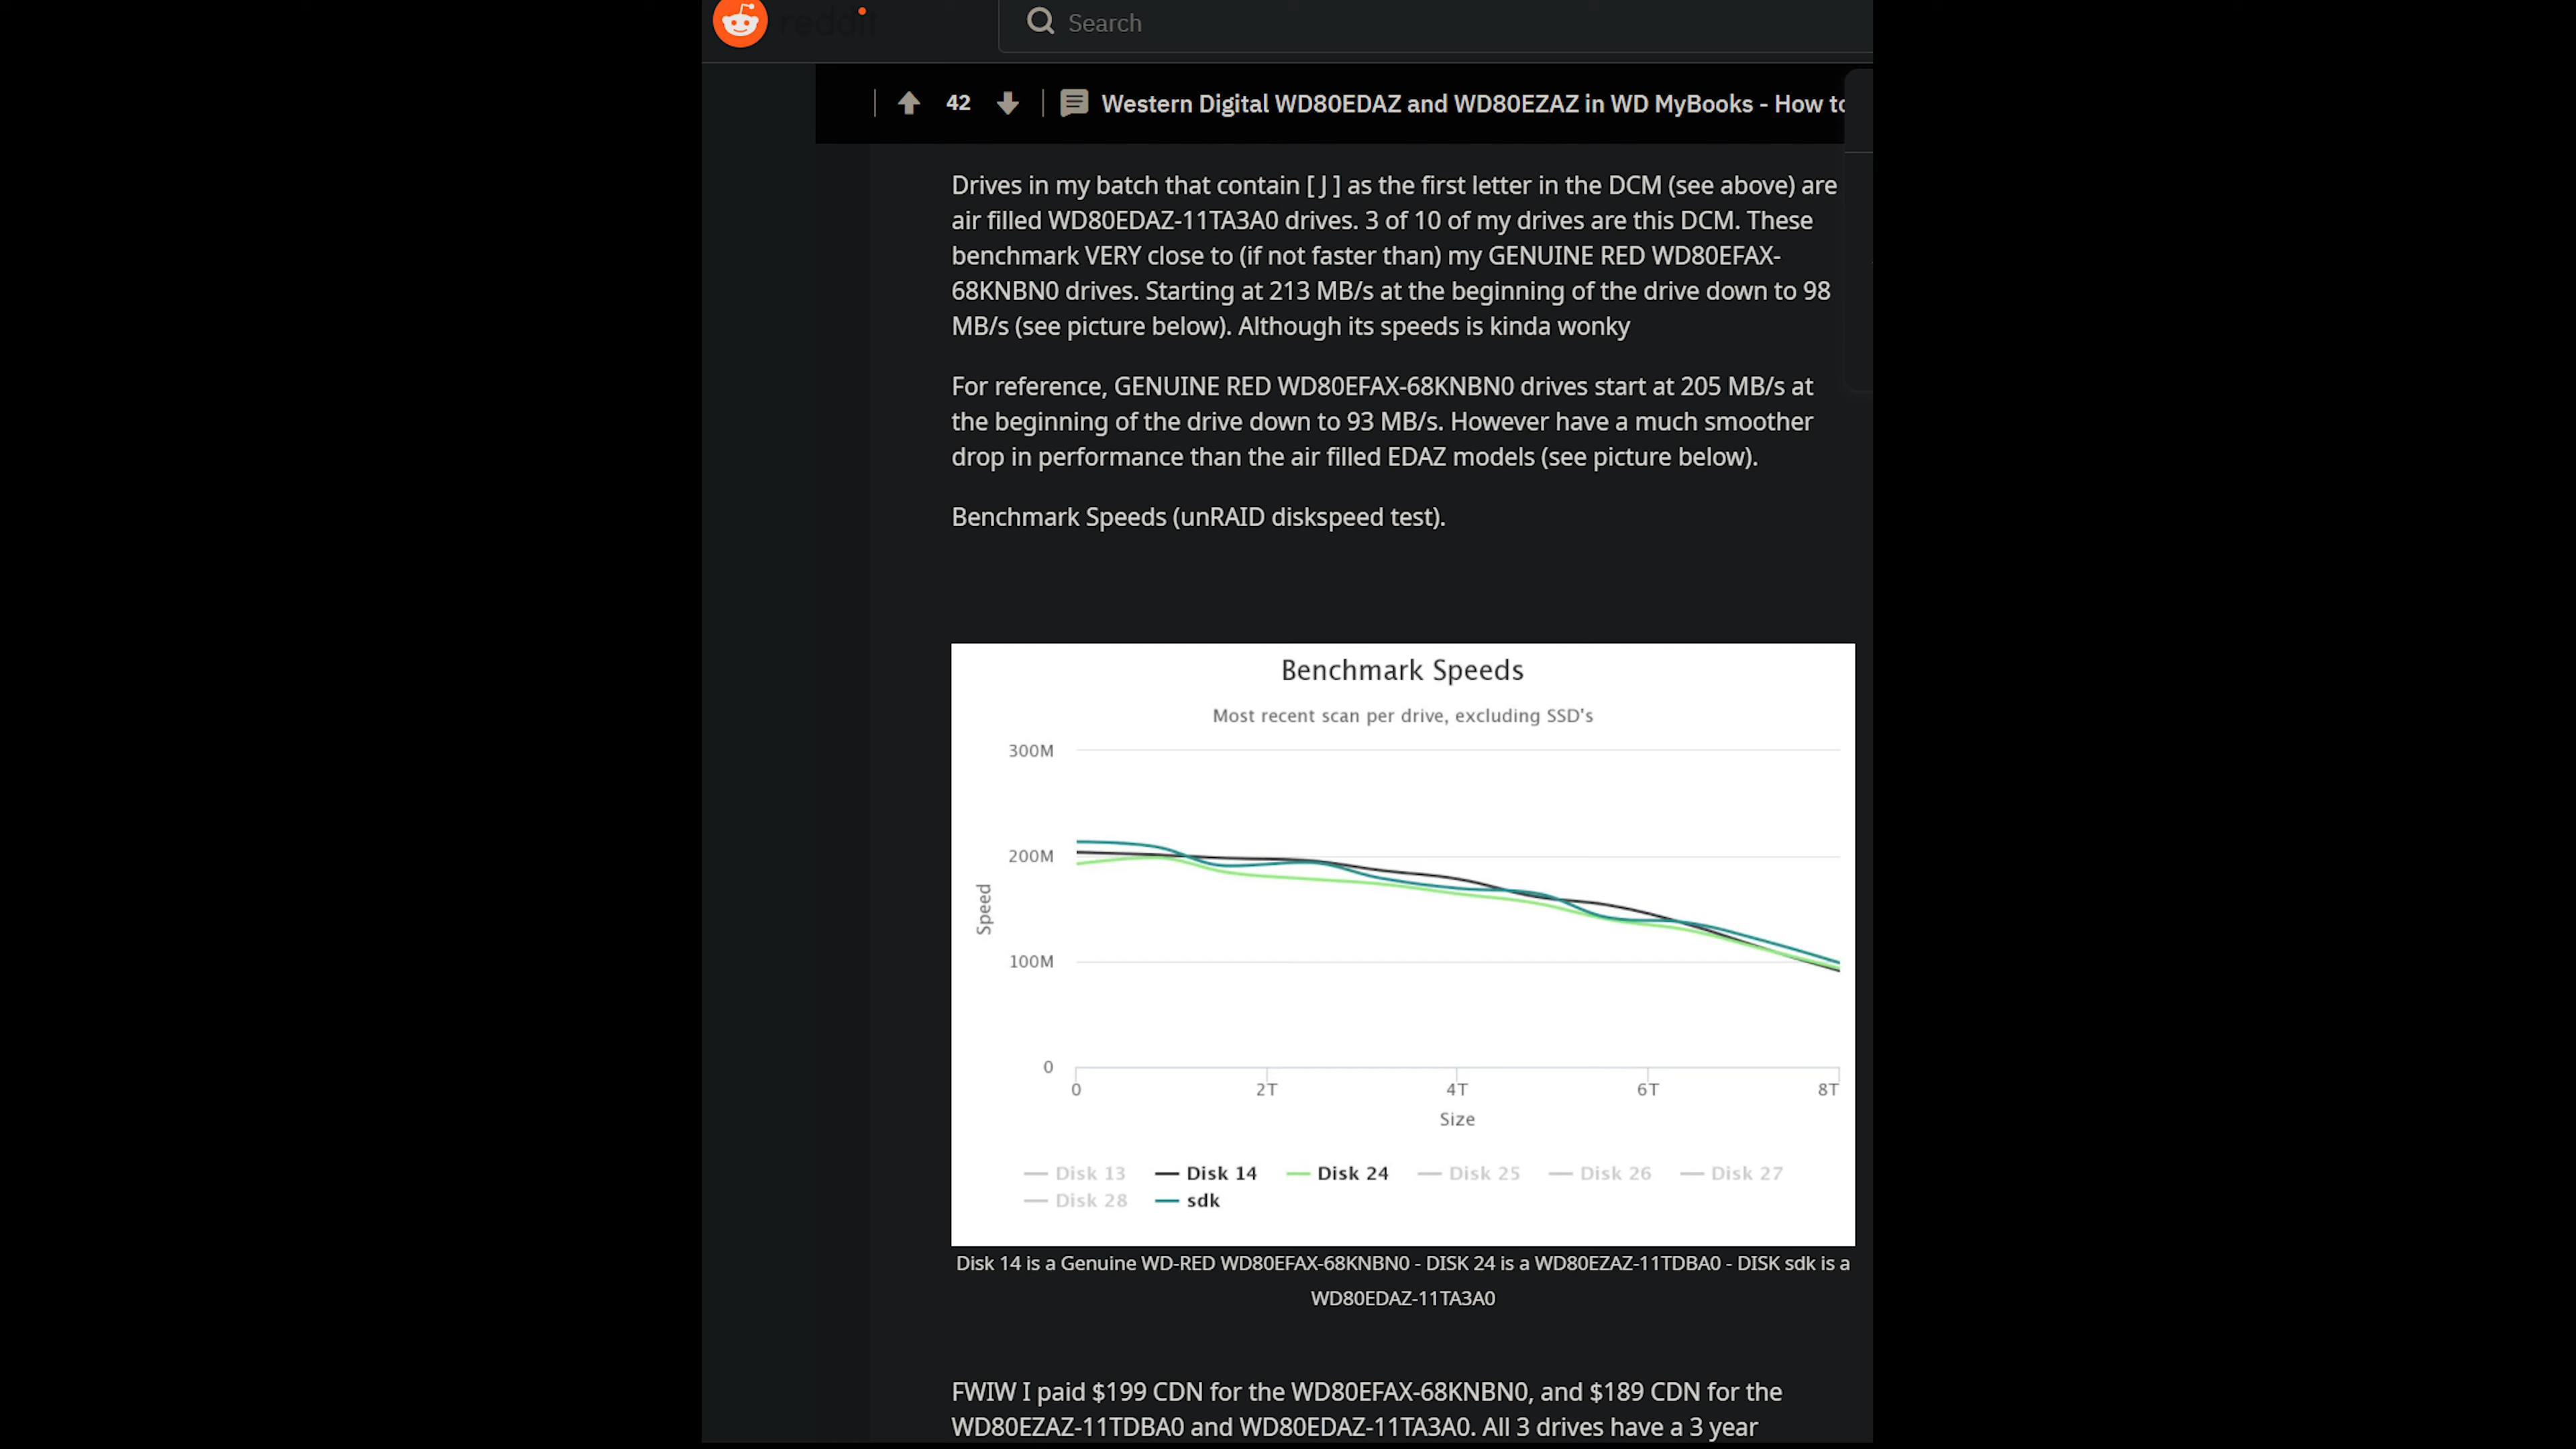 reddit
Search
42
Western Digital WD80EDAZ and WD80EZAZ in WD MyBooks - How to
Drives in my batch that contain [ J ] as the first letter in the DCM (see above) are
air filled WD80EDAZ-11TA3A0 drives. 3 of 10 of my drives are this DCM. These
benchmark VERY close to (if not faster than) my GENUINE RED WD80EFAX-
68KNBN0 drives. Starting at 213 MB/s at the beginning of the drive down to 98
MB/s (see picture below). Although its speeds is kinda wonky
For reference, GENUINE RED WD80EFAX-68KNBN0 drives start at 205 MB/s at
the beginning of the drive down to 93 MB/s. However have a much smoother
drop in performance than the air filled EDAZ models (see picture below).
Benchmark Speeds (unRAID diskspeed test).
Benchmark Speeds
Most recent scan per drive, excluding SSD's
300M
200M
100M
0
Speed
0 2T 4T 6T 8T
Size
Disk 13 Disk 14 Disk 24 Disk 25 Disk 26 Disk 27
Disk 28 sdk
Disk 14 is a Genuine WD-RED WD80EFAX-68KNBN0 - DISK 24 is a WD80EZAZ-11TDBA0 - DISK sdk is a
WD80EDAZ-11TA3A0
FWIW I paid $199 CDN for the WD80EFAX-68KNBN0, and $189 CDN for the
WD80EZAZ-11TDBA0 and WD80EDAZ-11TA3A0. All 3 drives have a 3 year